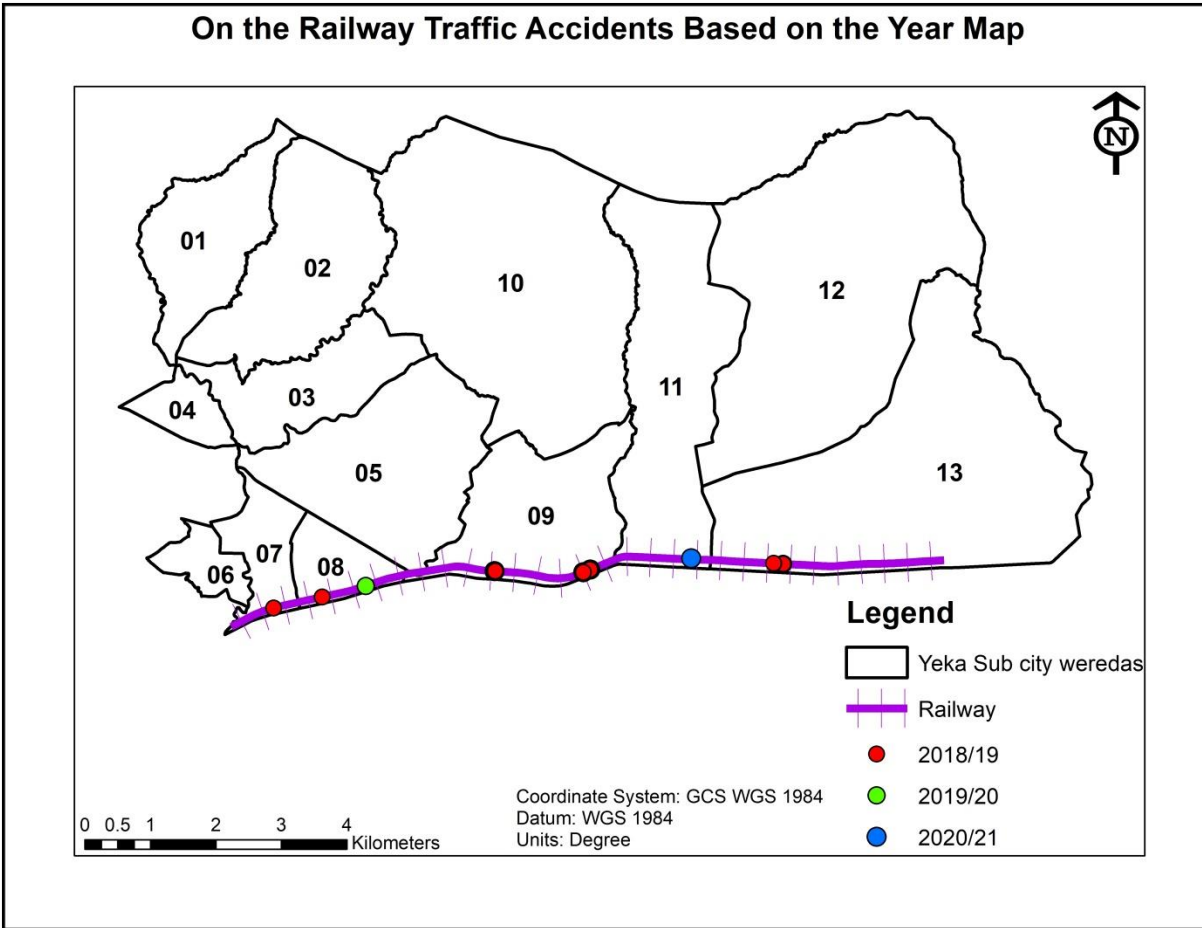 On the Railway Traffic Accidents Based on the Year Map
N
01
02
10
12
11
03
04
05
13
09
07
08
06
Legend
Yeka Sub city weredas
Railway
2018/19
2019/20
2020/21
Coordinate System: GCS WGS 1984
Datum: WGS 1984
Units: Degree
0 0.5 1 2 3 4
Kilometers